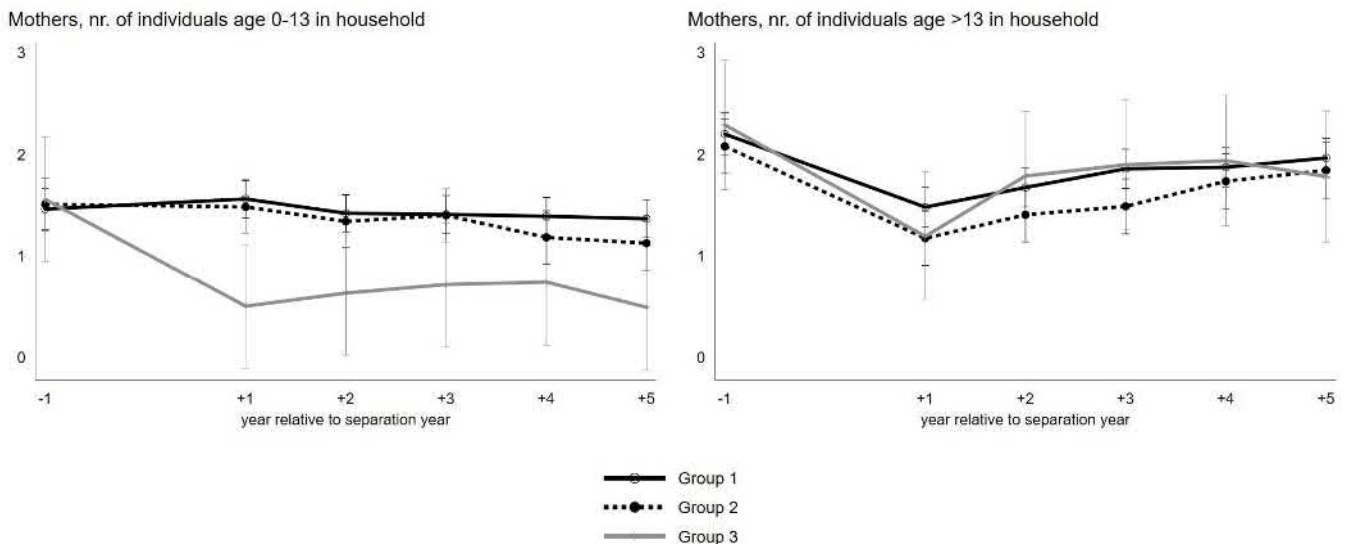 Mothers, nr. of individuals age 0-13 in household
3
2
1
0
-1 +1 +2 +3 +4 +5
year relative to separation year
Mothers, nr. of individuals age >13 in household
3
2
1
0
-1 +1 +2 +3 +4 +5
year relative to separation year
Group 1
Group 2
Group 3